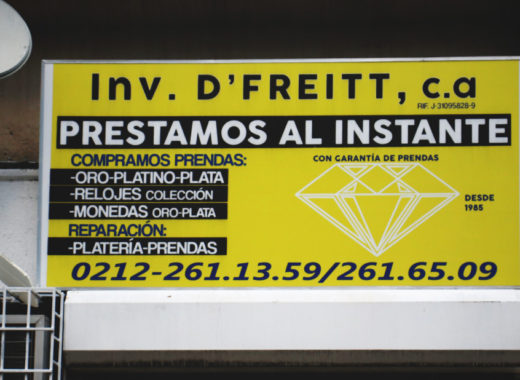 Inv. D'FREITT, c.a
RIF. J-31095828-9
PRESTAMOS AL INSTANTE
COMPRAMOS PRENDAS:
-ORO-PLATINO-PLATA
-RELOJES COLECCIÓN
-MONEDAS ORO-PLATA
REPARACIÓN:
-PLATERÍA-PRENDAS
CON GARANTÍA DE PRENDAS
DESDE
1985
0212-261.13.59/261.65.09